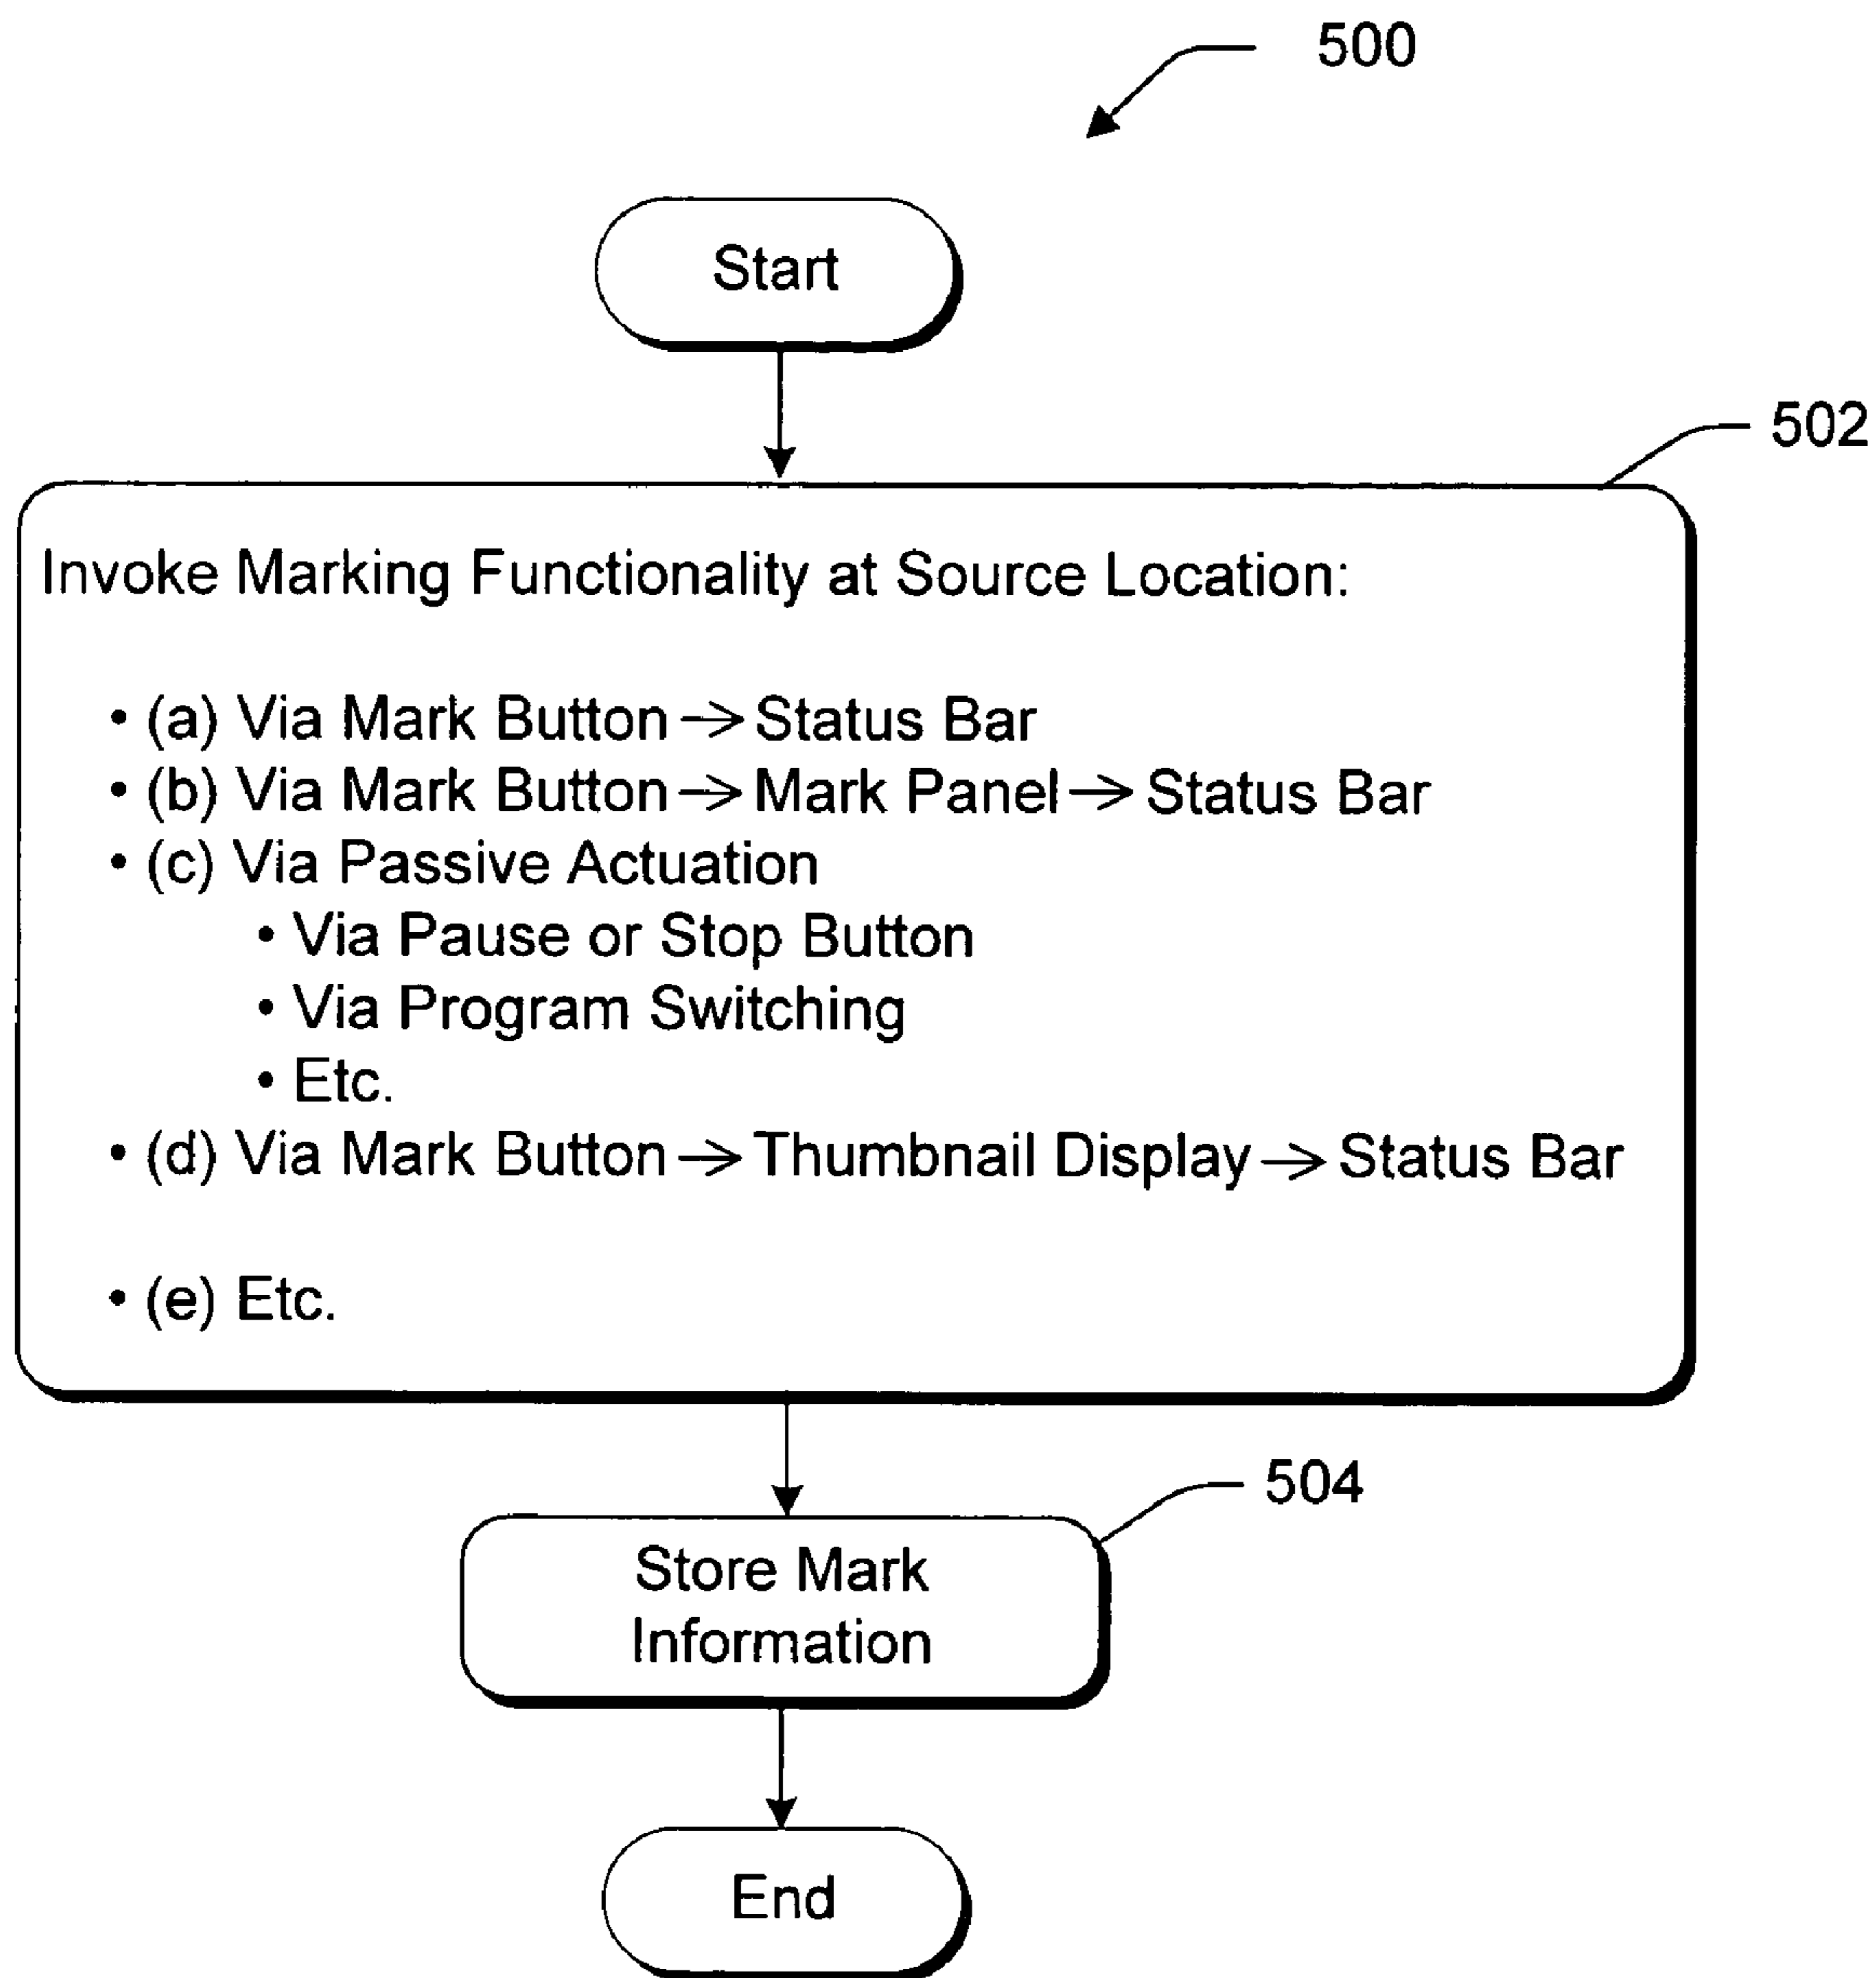 500
Start
502
Invoke Marking Functionality at Source Location:
• (a) Via Mark Button → Status Bar
• (b) Via Mark Button → Mark Panel → Status Bar
• (c) Via Passive Actuation
• Via Pause or Stop Button
• Via Program Switching
• Etc.
• (d) Via Mark Button → Thumbnail Display → Status Bar
• (e) Etc.
504
Store Mark
Information
End